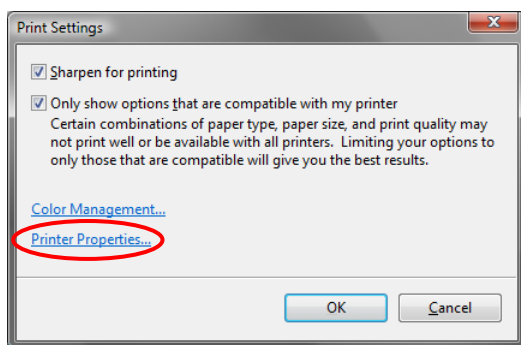 Print Settings
Sharpen for printing
Only show options that are compatible with my printer
Certain combinations of paper type, paper size, and print quality may
not print well or be available with all printers. Limiting your options to
only those that are compatible will give you the best results.
Color Management...
Printer Properties...
OK
Cancel